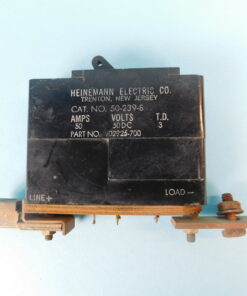 HEINEMANN ELECTRIC CO.
TRENTON, NEW JERSEY
CAT. NO. 50-239-6
AMPS VOLTS T.D.
50 50 DC 3
PART NO.
LINE+ LOAD-